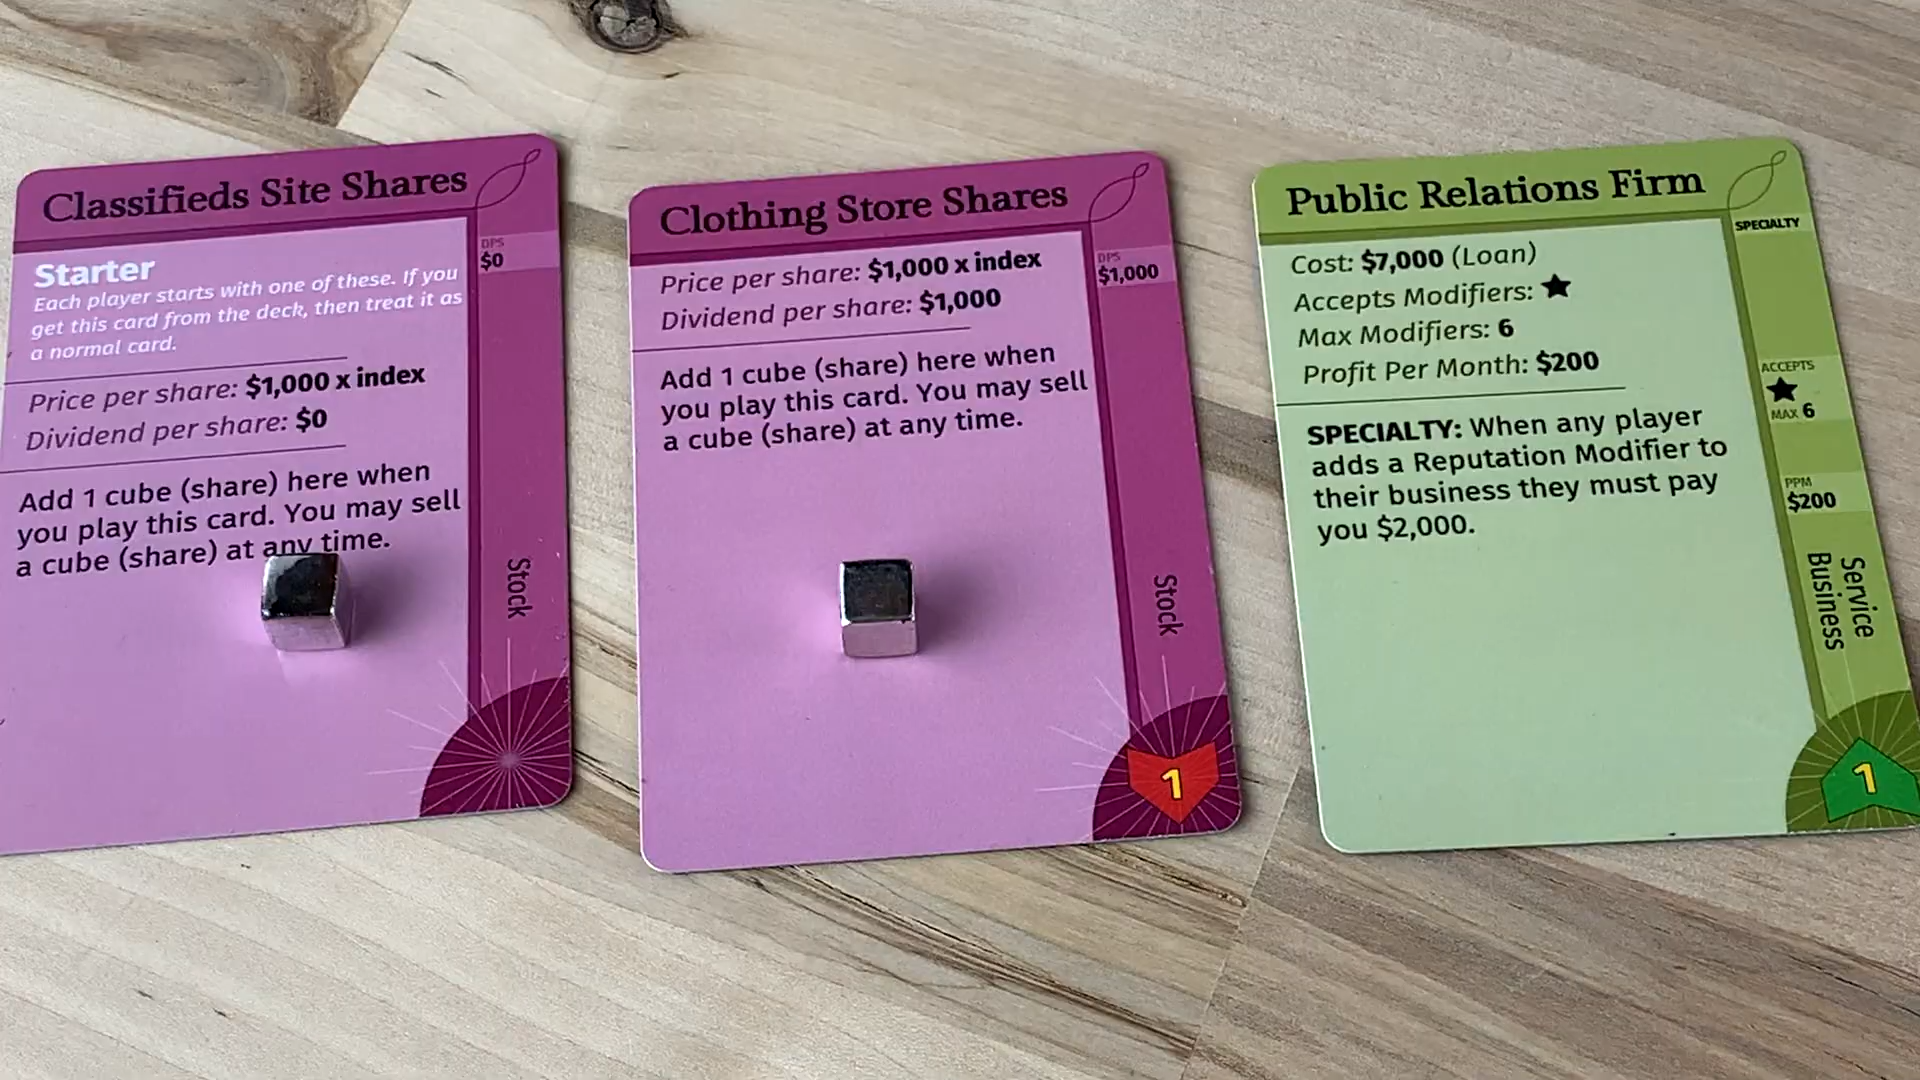 Classifieds Site Shares
DPS
$0
Starter
Each player starts with one of these. If you
get this card from the deck, then treat it as
a normal card.
Price per share: $1,000 x index
Dividend per share: $0
Add 1 cube (share) here when
you play this card. You may sell
a cube (share) at any time.
Stock
Clothing Store Shares
DPS
$1,000
Price per share: $1,000 x index
Dividend per share: $1,000
Add 1 cube (share) here when
you play this card. You may sell
a cube (share) at any time.
Stock
1
Public Relations Firm
SPECIALTY
Cost: $7,000 (Loan)
Accepts Modifiers: ★
Max Modifiers: 6
Profit Per Month: $200
ACCEPTS
★
MAX 6
SPECIALTY: When any player
adds a Reputation Modifier to
their business they must pay
you $2,000.
PPM
$200
Service
Business
1